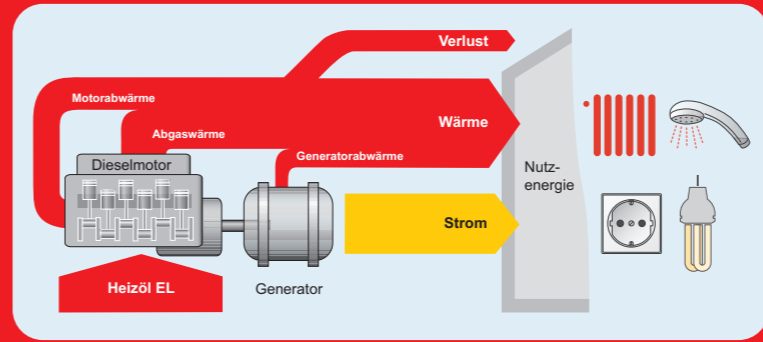 Verlust
Motorabwärme
Wärme
Abgaswärme
Generatorabwärme
Dieselmotor
Nutz-
energie
Strom
Heizöl EL
Generator